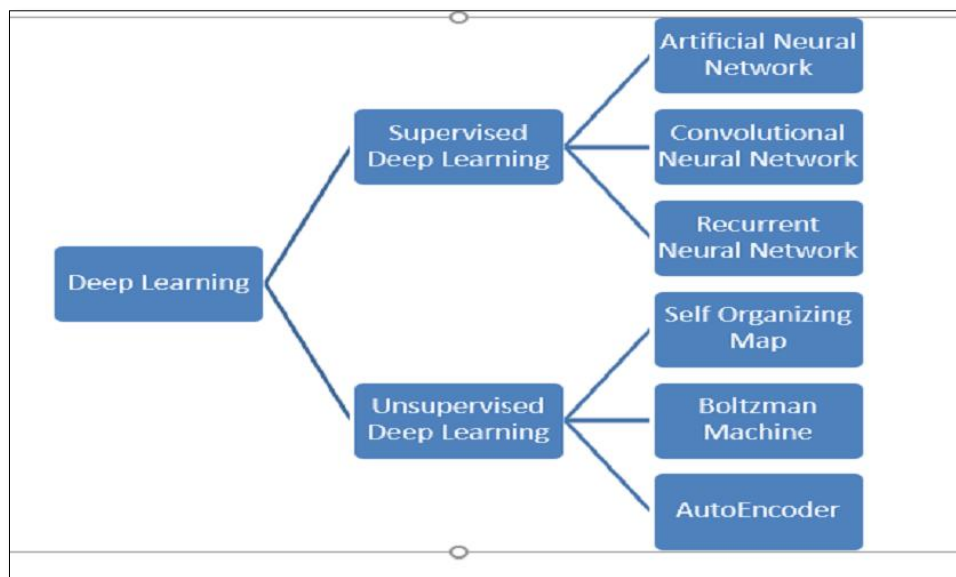 Deep Learning
Supervised
Deep Learning
Artificial Neural
Network
Convolutional
Neural Network
Recurrent
Neural Network
Unsupervised
Deep Learning
Self Organizing
Map
Boltzman
Machine
AutoEncoder